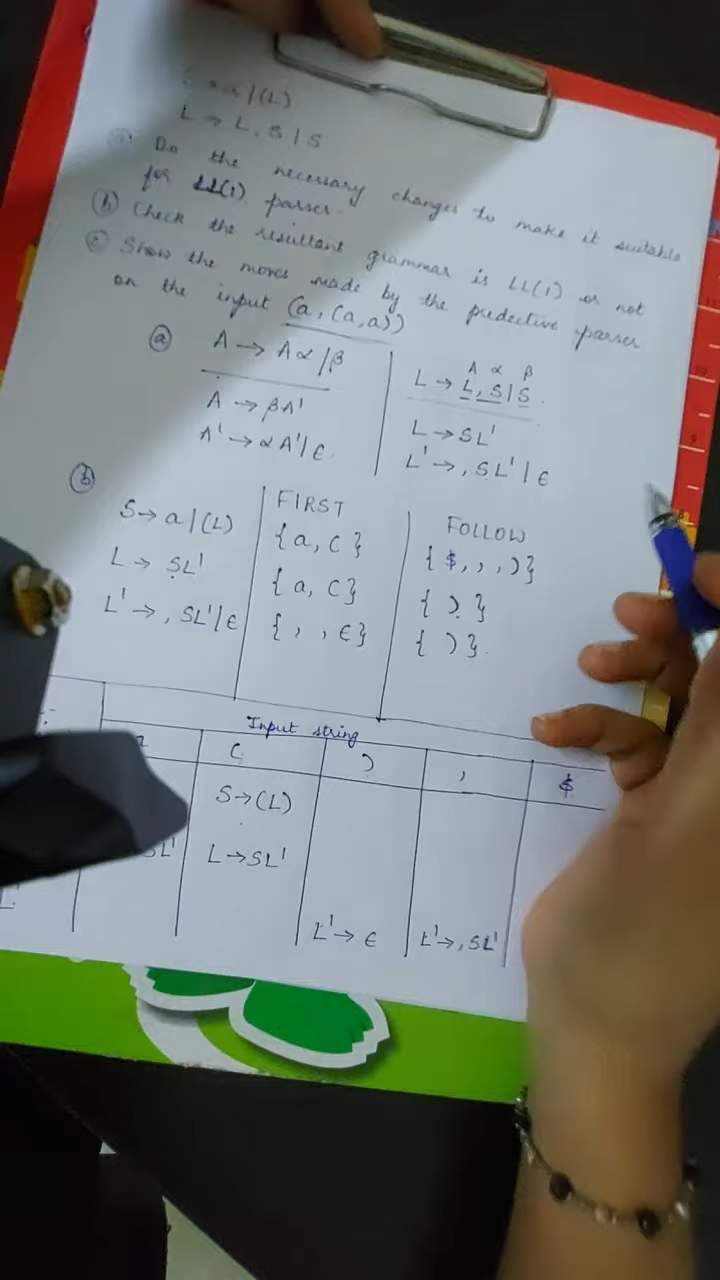 a | (L)
L → L, S | S
Do the necessary changes to make it suitable
for LL(1) parser.
(b) Check the resultant grammar is LL(1) or not
(c) Show the moves made by the predective parser
on the input (a, (a, a))
(a) A → Aα / β
A → βA'
A' → αA' / ε
A α β
L → L, S | S.
L → SL'
L' → , SL' | ε
(b)
S → a | (L)
L → SL'
L' → , SL' | ε
FIRST
{ a, ( }
{ a, ( }
{ , , ε }
FOLLOW
{ $, , , ) }
{ ) }
{ ) }.
Input string
( ) , $
S → (L)
SL' L → SL'
L' L' → ε L' → , SL'